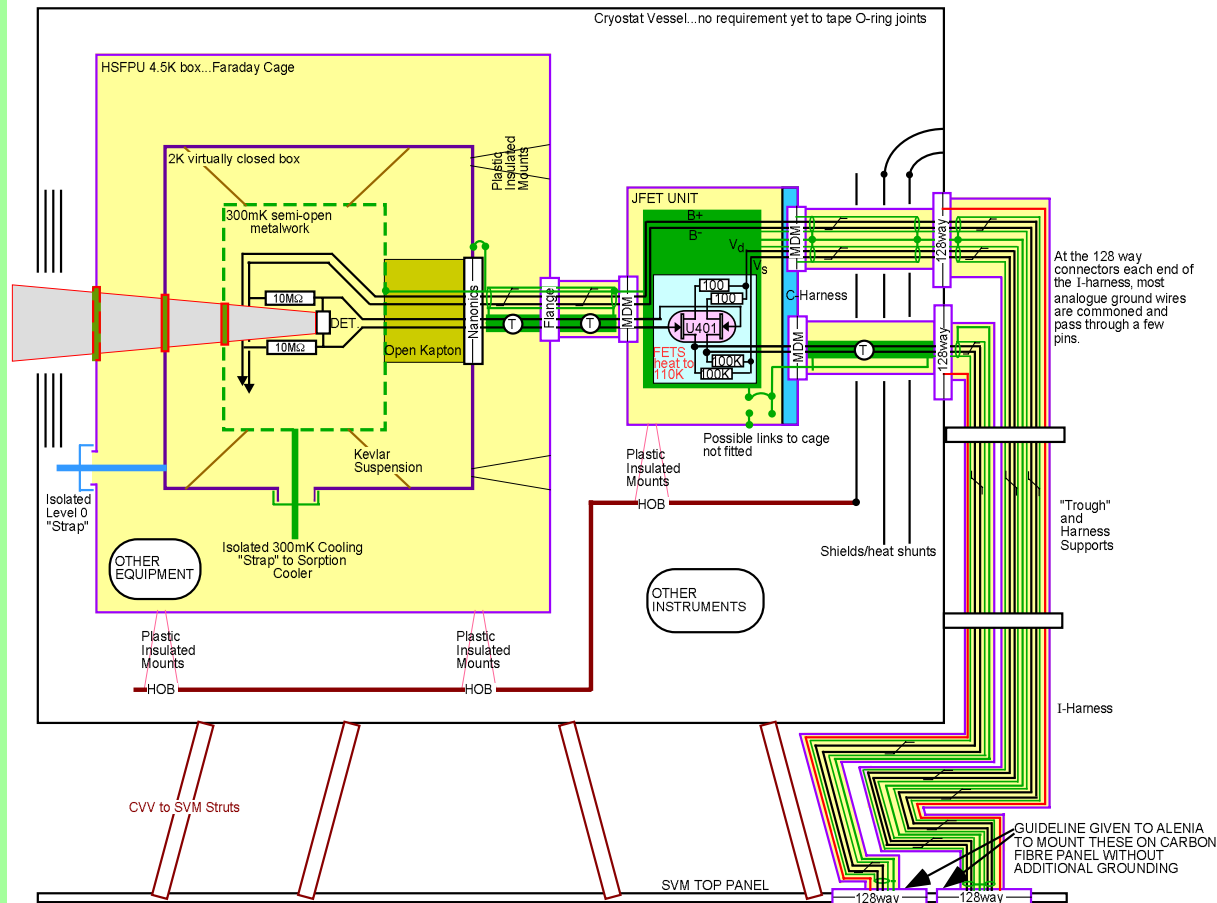 Cryostat Vessel...no requirement yet to tape O-ring joints
HSFPU 4.5K box...Faraday Cage
2K virtually closed box
Plastic
Insulated
Mounts
300mK semi-open
metalwork
10MΩ
DET.
10MΩ
Open Kapton
Nanonics
T
Flange
T
MDM
JFET UNIT
B+
B-
Vd
Vs
100
100
U401
FETS
heat to
110K
100K
100K
MDM
C-Harness
MDM
T
128way
128way
At the 128 way
connectors each end of
the I-harness, most
analogue ground wires
are commoned and
pass through a few
pins.
Possible links to cage
not fitted
Kevlar
Suspension
Isolated
Level 0
"Strap"
Isolated 300mK Cooling
"Strap" to Sorption
Cooler
OTHER
EQUIPMENT
Plastic
Insulated
Mounts
HOB
Shields/heat shunts
"Trough"
and
Harness
Supports
OTHER
INSTRUMENTS
Plastic
Insulated
Mounts
HOB
Plastic
Insulated
Mounts
HOB
I-Harness
CVV to SVM Struts
GUIDELINE GIVEN TO ALENIA
TO MOUNT THESE ON CARBON
FIBRE PANEL WITHOUT
ADDITIONAL GROUNDING
SVM TOP PANEL
128way
128way